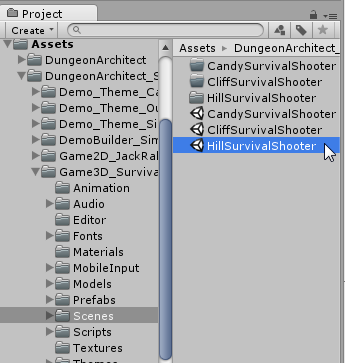 Project
Create
Assets
DungeonArchitect
DungeonArchitect_S
Demo_Theme_Ca
Demo_Theme_Ou
Demo_Theme_Si
DemoBuilder_Sim
Game2D_JackRal
Game3D_Surviva
Animation
Audio
Editor
Fonts
Materials
MobileInput
Models
Prefabs
Scenes
Scripts
Textures
Themes
Assets DungeonArchitect_
CandySurvivalShooter
CliffSurvivalShooter
HillSurvivalShooter
CandySurvivalShooter
CliffSurvivalShooter
HillSurvivalShooter